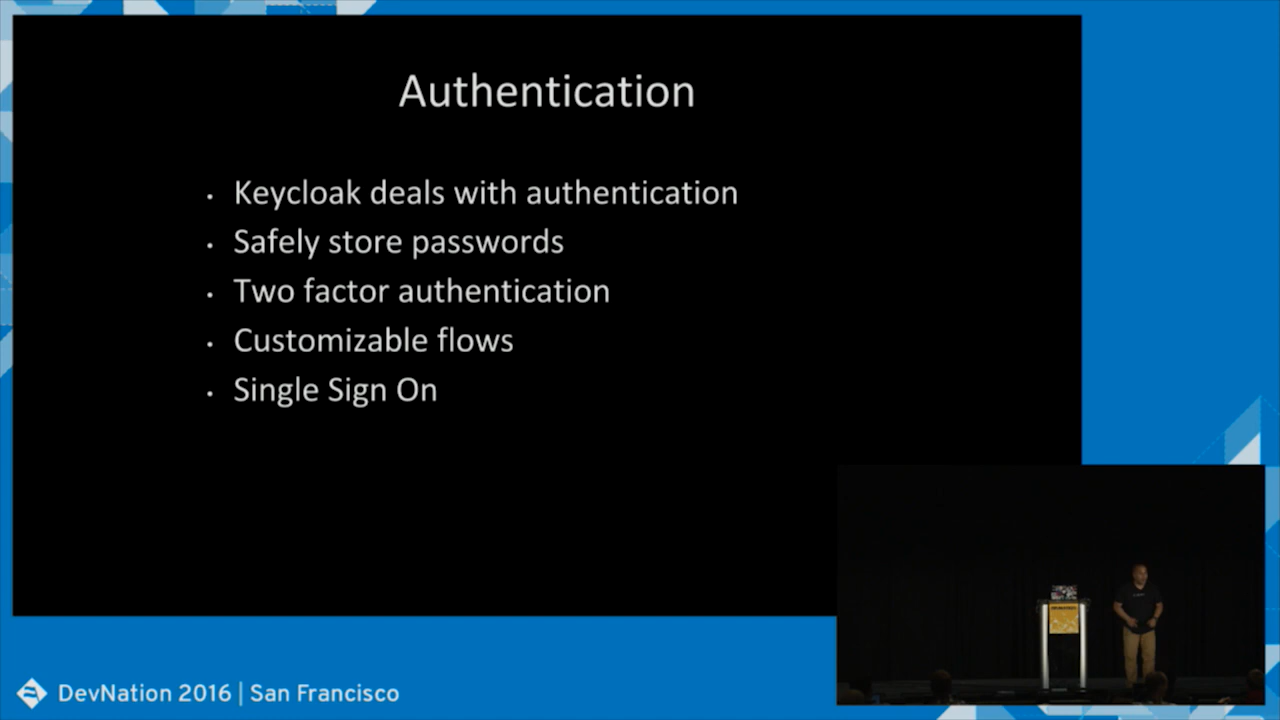 Authentication
Keycloak deals with authentication
Safely store passwords
Two factor authentication
Customizable flows
Single Sign On
DevNation 2016 | San Francisco